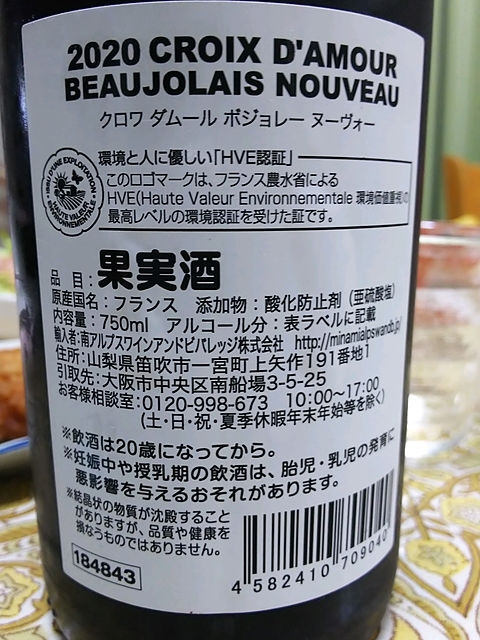 2020 CROIX D'AMOUR
BEAUJOLAIS NOUVEAU
クロワ ダムール ボジョレー ヌーヴォー
環境と人に優しい「HVE認証」
このロゴマークは、フランス農水省による
HVE(Haute Valeur Environnementale 環境価値重視)の
最高レベルの環境認証を受けた証です。
ISSU D'UNE EXPLOITATION
HAUTE VALEUR
ENVIRONNEMENTALE
品 目:果実酒
原産国名:フランス 添加物:酸化防止剤(亜硫酸塩)
内容量:750ml アルコール分:表ラベルに記載
輸入者:南アルプスワインアンドビバレッジ株式会社 http://minamialpswandb.jp/
住所:山梨県笛吹市一宮町上矢作191番地1
引取先:大阪市中央区南船場3-5-25
お客様相談室:0120-998-673 10:00〜17:00
(土・日・祝・夏季休暇年末年始等を除く)
※飲酒は20歳になってから。
※妊娠中や授乳期の飲酒は、胎児・乳児の発育に
悪影響を与えるおそれがあります。
※結晶状の物質が沈殿すること
がありますが、品質や健康を
損なうものではありません。
184843
4 582410 709040